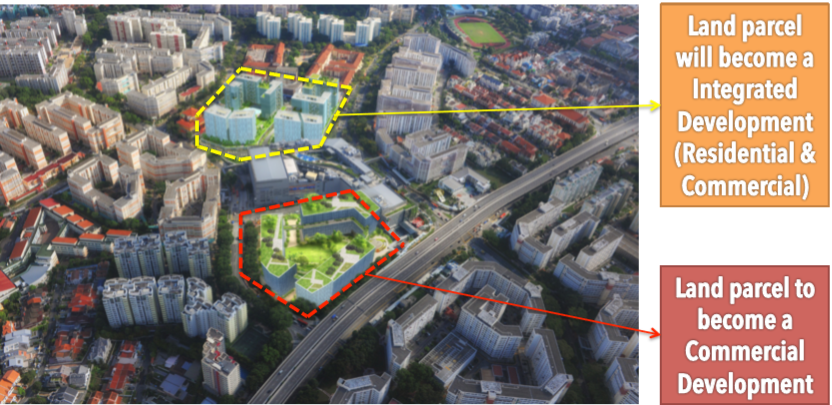 Land parcel
will become a
Integrated
Development
(Residential &
Commercial)
Land parcel to
become a
Commercial
Development